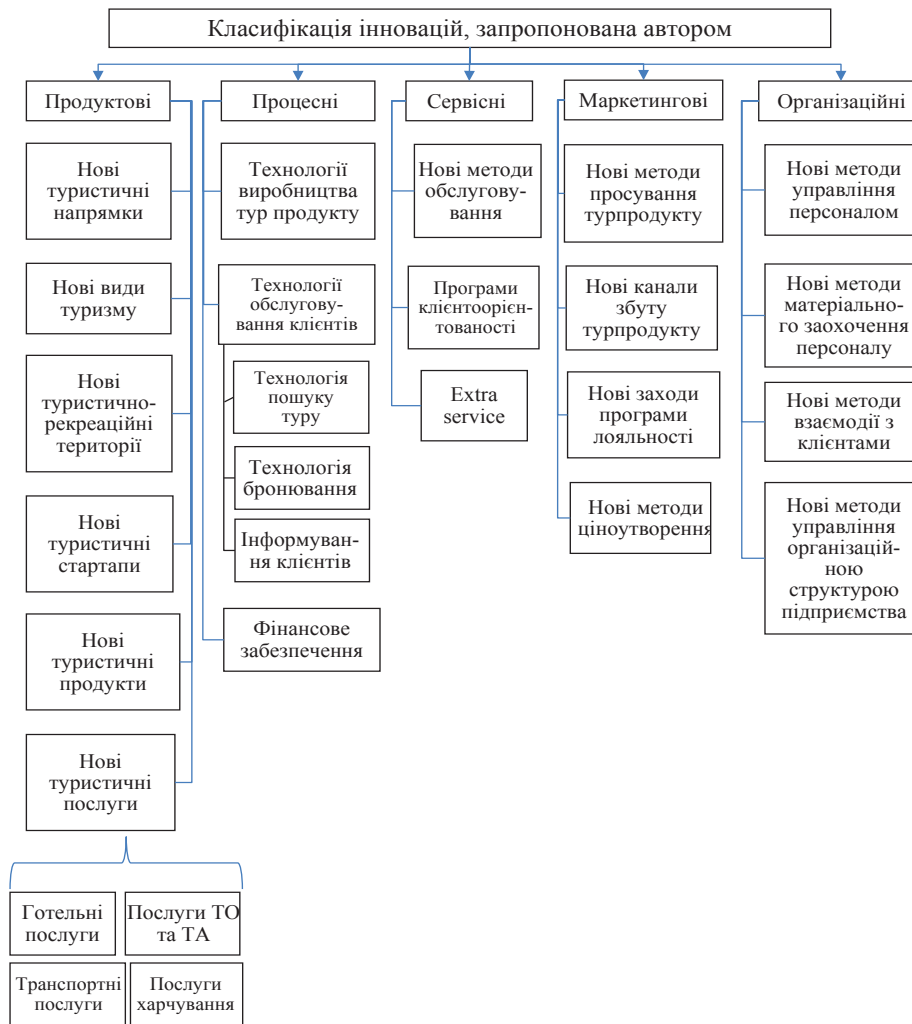 Класифікація інновацій, запропонована автором
Продуктові
Процесні
Сервісні
Маркетингові
Організаційні
Нові
туристичні
напрямки
Нові види
туризму
Нові
туристично-
рекреаційні
території
Нові
туристичні
стартапи
Нові
туристичні
продукти
Нові
туристичні
послуги
Готельні
послуги
Послуги ТО
та ТА
Транспортні
послуги
Послуги
харчування
Технології
виробництва
тур продукту
Технології
обслугову-
вання клієнтів
Технологія
пошуку
туру
Технологія
бронювання
Інформуван-
ня клієнтів
Фінансове
забезпечення
Нові методи
обслугову-
вання
Програми
клієнтоорієн-
тованості
Extra
service
Нові методи
просування
турпродукту
Нові канали
збуту
турпродукту
Нові заходи
програми
лояльності
Нові методи
ціноутворення
Нові методи
управління
персоналом
Нові методи
матеріально-
го заохочення
персоналу
Нові методи
взаємодії з
клієнтами
Нові методи
управління
організацій-
ною
структурою
підприємства